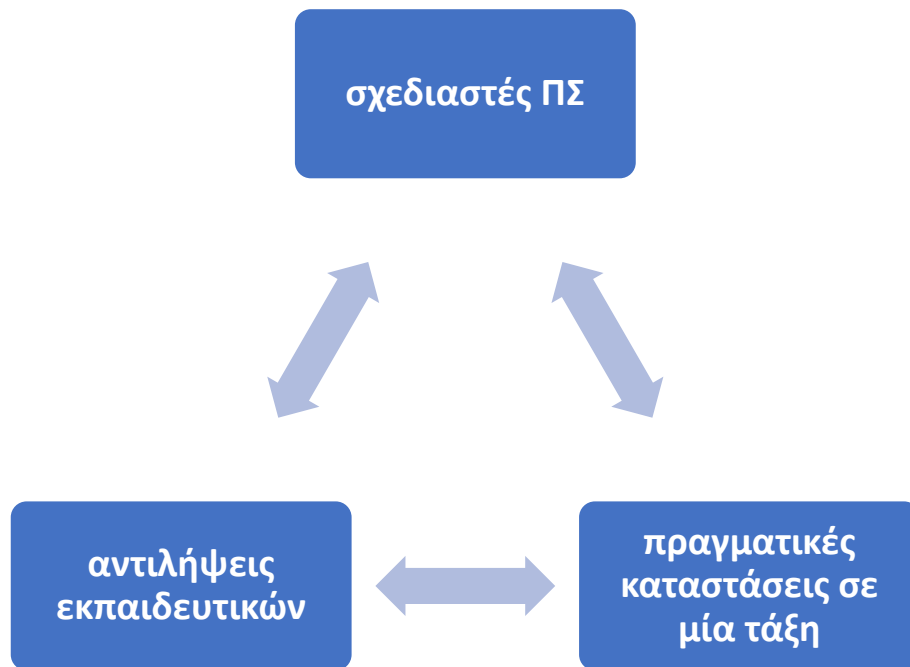 σχεδιαστές ΠΣ
αντιλήψεις
εκπαιδευτικών
πραγματικές
καταστάσεις σε
μία τάξη